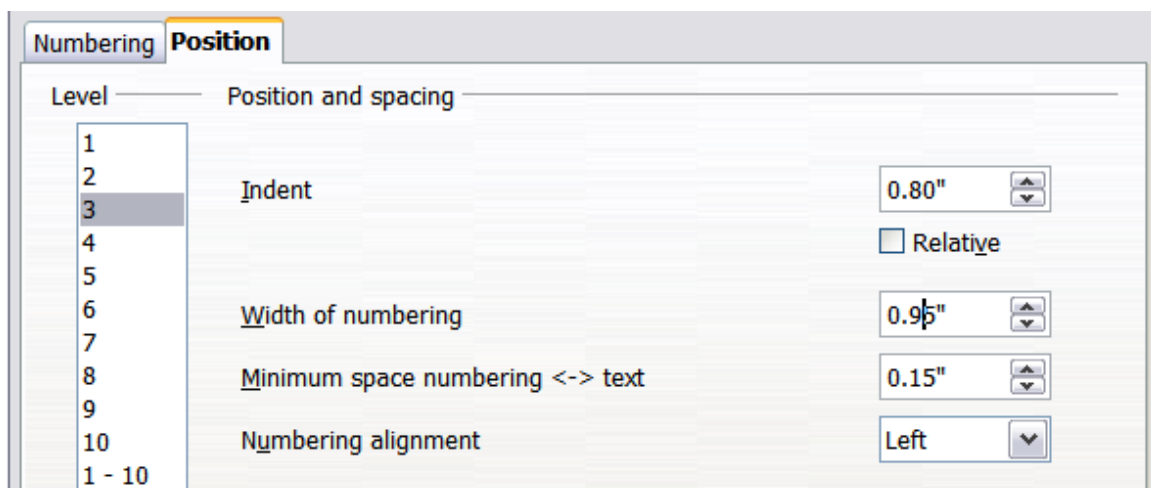 Numbering Position
Level Position and spacing
1
2
3
4
5
6
7
8
9
10
1 - 10
Indent 0.80"
Relative
Width of numbering 0.95"
Minimum space numbering <-> text 0.15"
Numbering alignment Left